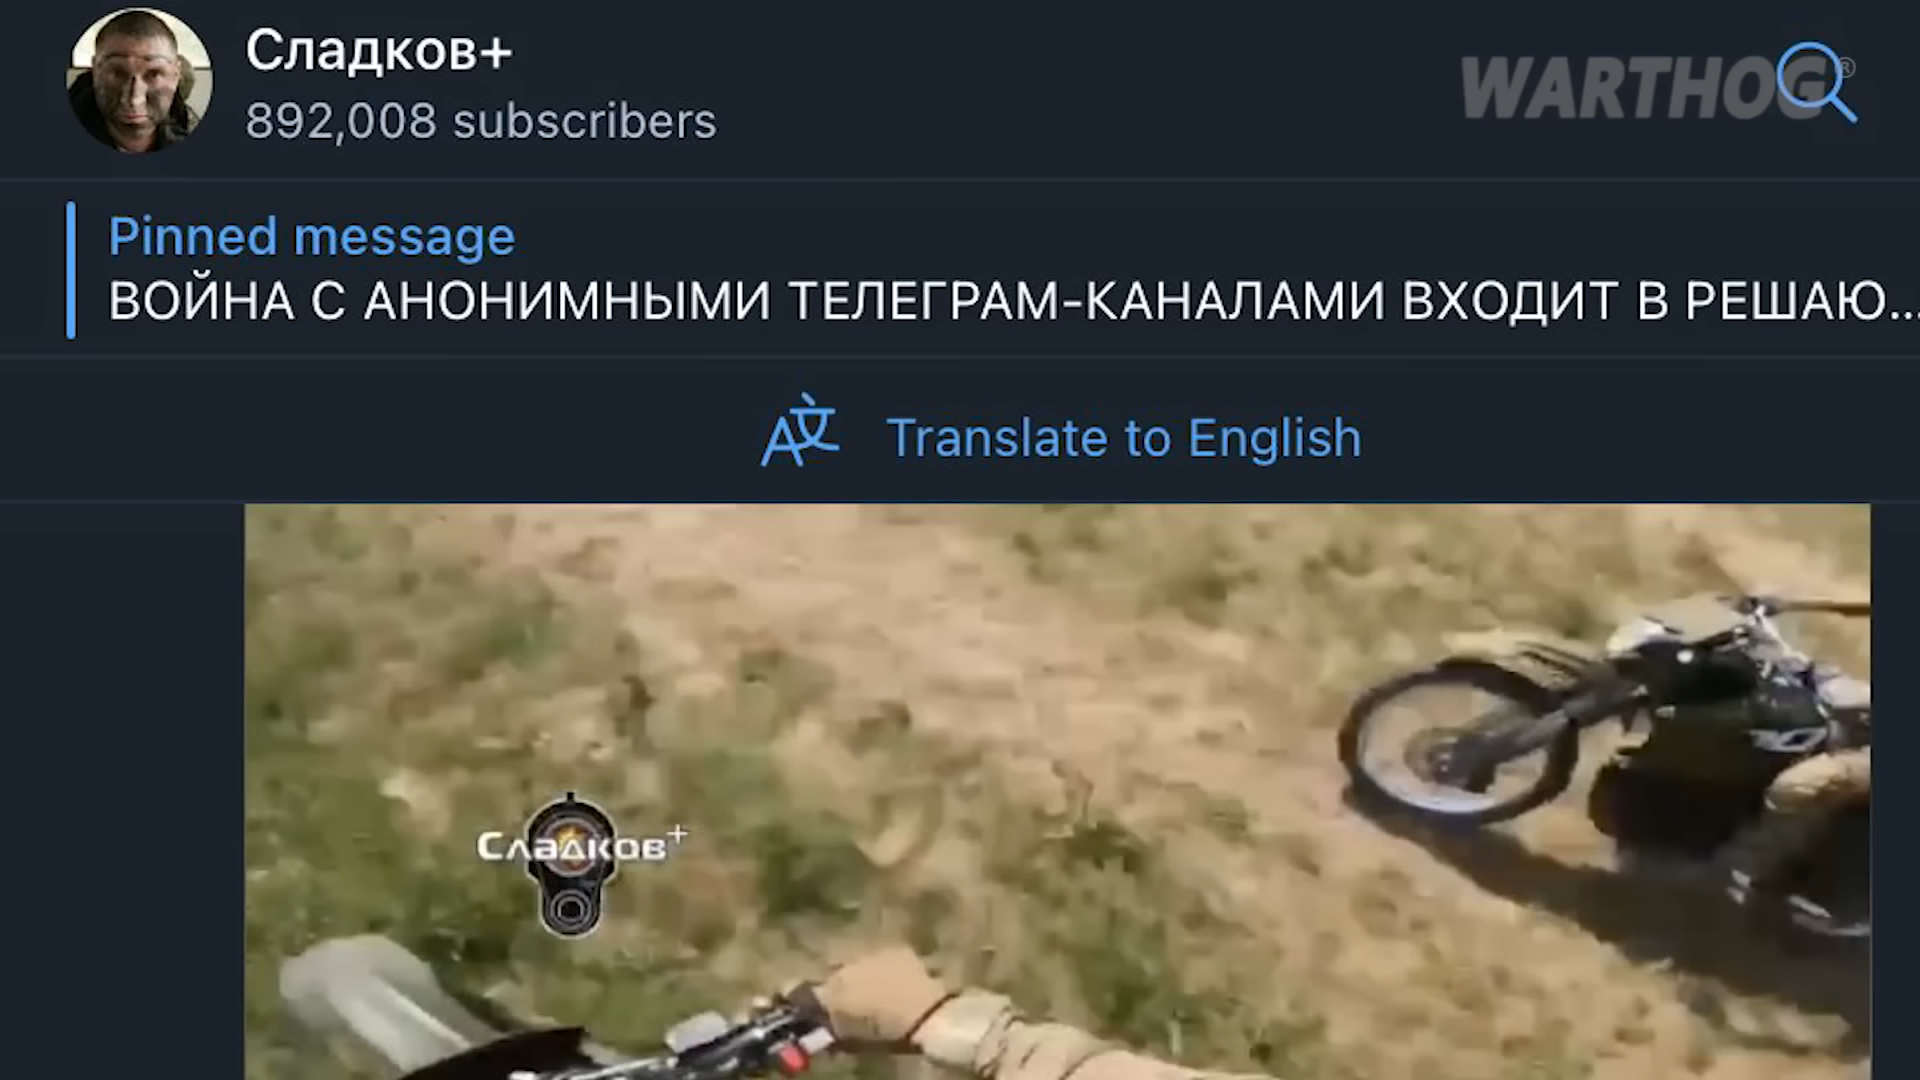 Сладков+
892,008 subscribers
WARTHOG®
Pinned message
ВОЙНА С АНОНИМНЫМИ ТЕЛЕГРАМ-КАНАЛАМИ ВХОДИТ В РЕШАЮ...
Translate to English
Сладков+